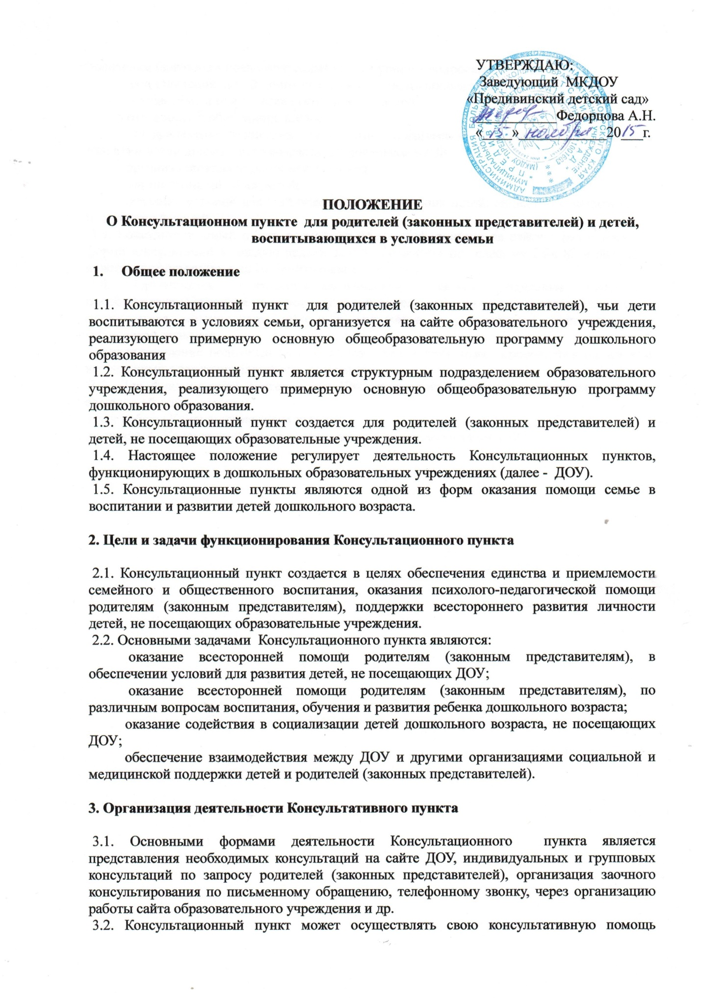 УТВЕРЖДАЮ:
Заведующий МКДОУ
«Предивинский детский сад»
____________Федорцова А.Н.
«_15_»_ноября_2015г.
ПОЛОЖЕНИЕ
О Консультационном пункте для родителей (законных представителей) и детей,
воспитывающихся в условиях семьи
1. Общее положение
1.1. Консультационный пункт для родителей (законных представителей), чьи дети
воспитываются в условиях семьи, организуется на сайте образовательного учреждения,
реализующего примерную основную общеобразовательную программу дошкольного
образования
1.2. Консультационный пункт является структурным подразделением образовательного
учреждения, реализующего примерную основную общеобразовательную программу
дошкольного образования.
1.3. Консультационный пункт создается для родителей (законных представителей) и
детей, не посещающих образовательные учреждения.
1.4. Настоящее положение регулирует деятельность Консультационных пунктов,
функционирующих в дошкольных образовательных учреждениях (далее - ДОУ).
1.5. Консультационные пункты являются одной из форм оказания помощи семье в
воспитании и развитии детей дошкольного возраста.
2. Цели и задачи функционирования Консультационного пункта
2.1. Консультационный пункт создается в целях обеспечения единства и приемлемости
семейного и общественного воспитания, оказания психолого-педагогической помощи
родителям (законным представителям), поддержки всестороннего развития личности
детей, не посещающих образовательные учреждения.
2.2. Основными задачами Консультационного пункта являются:
оказание всесторонней помощи родителям (законным представителям), в
обеспечении условий для развития детей, не посещающих ДОУ;
оказание всесторонней помощи родителям (законным представителям), по
различным вопросам воспитания, обучения и развития ребенка дошкольного возраста;
оказание содействия в социализации детей дошкольного возраста, не посещающих
ДОУ;
обеспечение взаимодействия между ДОУ и другими организациями социальной и
медицинской поддержки детей и родителей (законных представителей).
3. Организация деятельности Консультативного пункта
3.1. Основными формами деятельности Консультационного пункта является
представления необходимых консультаций на сайте ДОУ, индивидуальных и групповых
консультаций по запросу родителей (законных представителей), организация заочного
консультирования по письменному обращению, телефонному звонку, через организацию
работы сайта образовательного учреждения и др.
3.2. Консультационный пункт может осуществлять свою консультативную помощь